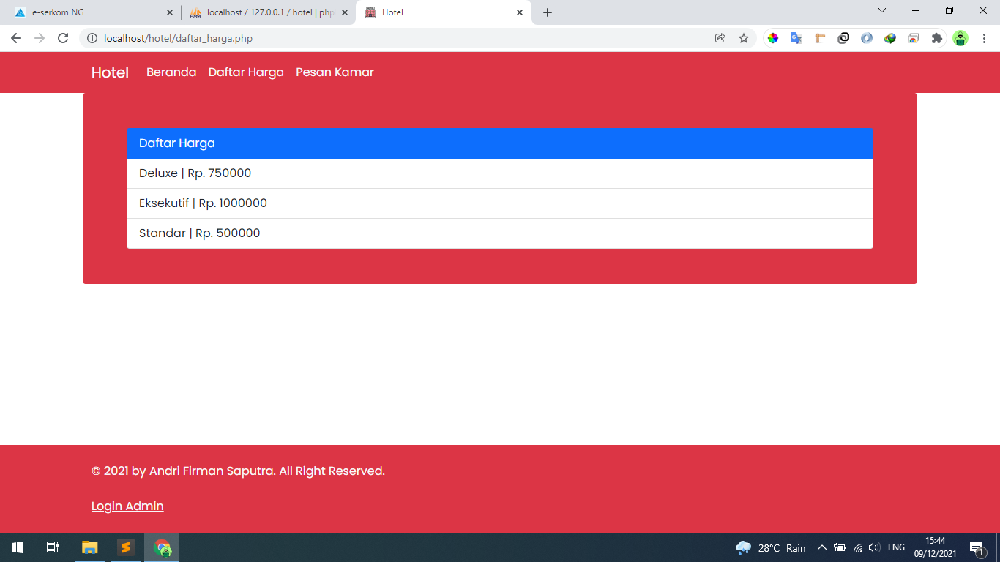 e-serkom NG
localhost / 127.0.0.1 / hotel | php
Hotel
localhost/hotel/daftar_harga.php
Hotel Beranda Daftar Harga Pesan Kamar
Daftar Harga
Deluxe | Rp. 750000
Eksekutif | Rp. 1000000
Standar | Rp. 500000
© 2021 by Andri Firman Saputra. All Right Reserved.
Login Admin
28°C Rain
ENG
15:44
09/12/2021
1